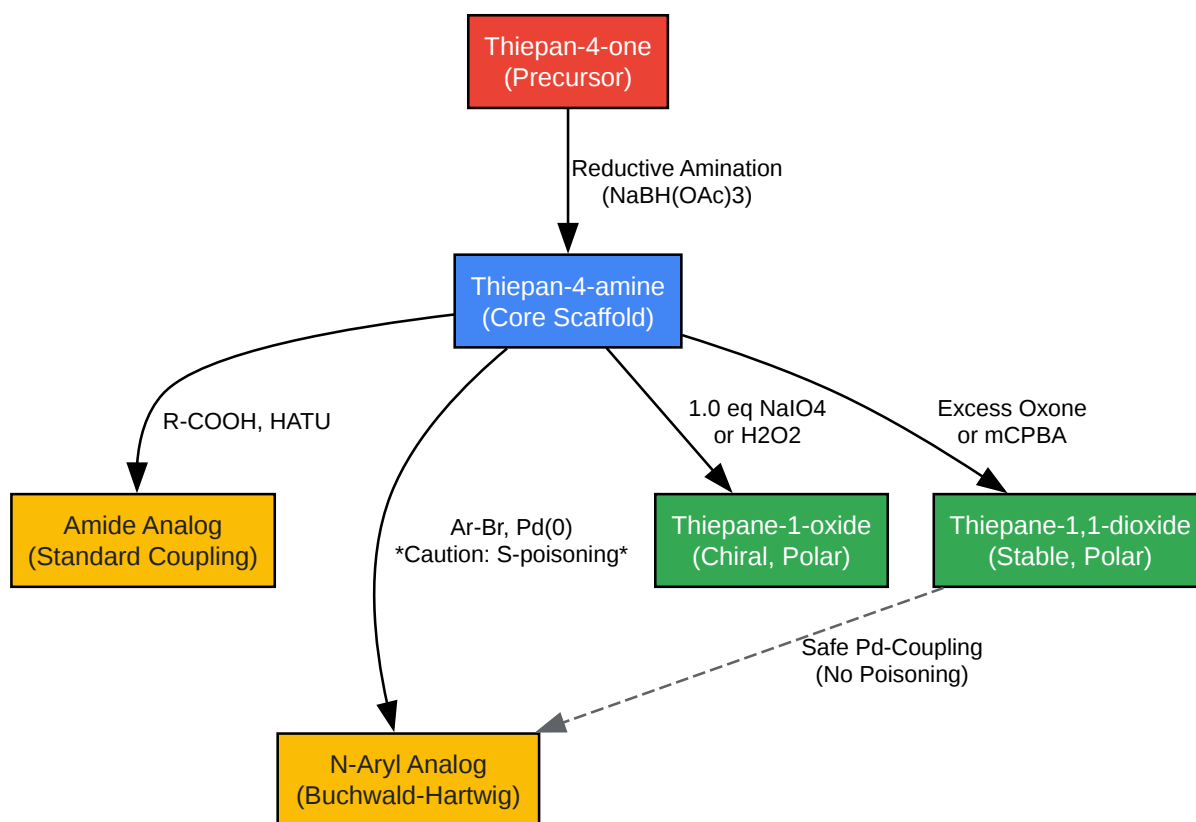 Thiepan-4-one
(Precursor)
Reductive Amination
(NaBH(OAc)3)
Thiepan-4-amine
(Core Scaffold)
R-COOH, HATU
1.0 eq NaIO4
or H2O2
Excess Oxone
or mCPBA
Amide Analog
(Standard Coupling)
Ar-Br, Pd(0)
*Caution: S-poisoning*
Thiepane-1-oxide
(Chiral, Polar)
Thiepane-1,1-dioxide
(Stable, Polar)
Safe Pd-Coupling
(No Poisoning)
N-Aryl Analog
(Buchwald-Hartwig)